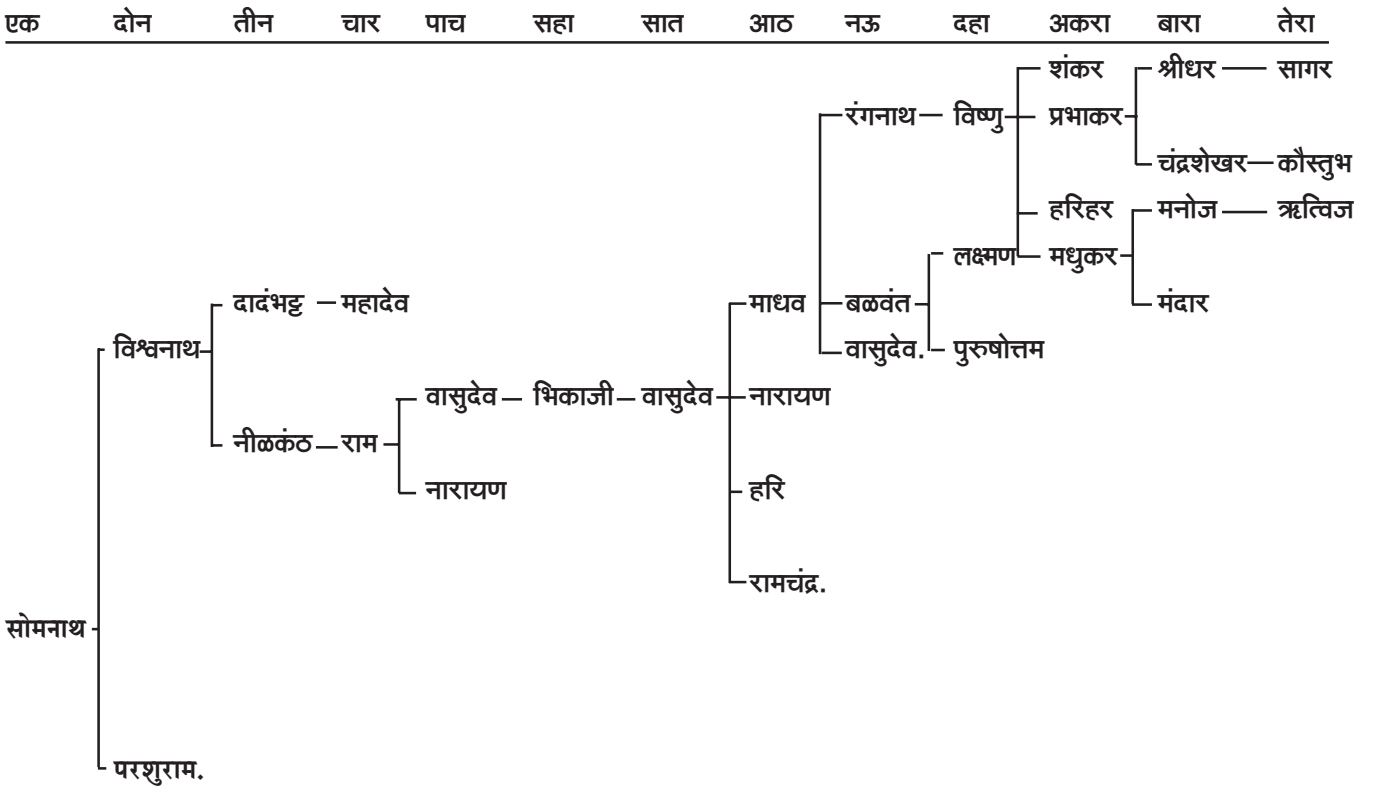 एक दोन तीन चार पाच सहा सात आठ नऊ दहा अकरा बारा तेरा
शंकर श्रीधर सागर
रंगनाथ विष्णु प्रभाकर
चंद्रशेखर कौस्तुभ
हरिहर मनोज ऋत्विज
लक्ष्मण मधुकर
दादंभट्ट महादेव माधव बळवंत मंदार
विश्वनाथ वासुदेव. पुरुषोत्तम
वासुदेव भिकाजी वासुदेव नारायण
नीळकंठ राम
नारायण हरि
रामचंद्र.
सोमनाथ
परशुराम.